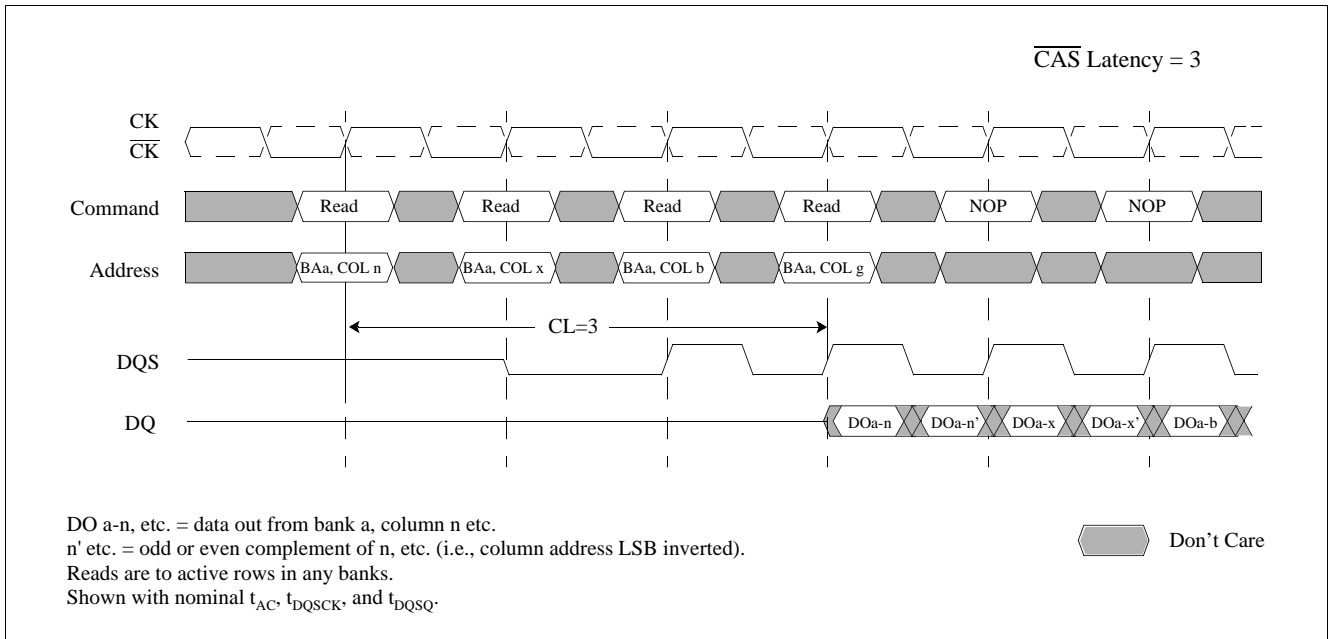 CAS Latency = 3
CK
CK
Command Read Read Read Read NOP NOP
Address BAa, COL n BAa, COL x BAa, COL b BAa, COL g
CL=3
DQS
DQ DOa-n DOa-n’ DOa-x DOa-x’ DOa-b
DO a-n, etc. = data out from bank a, column n etc.
n' etc. = odd or even complement of n, etc. (i.e., column address LSB inverted).
Reads are to active rows in any banks.
Shown with nominal tAC, tDQSCK, and tDQSQ.
Don't Care